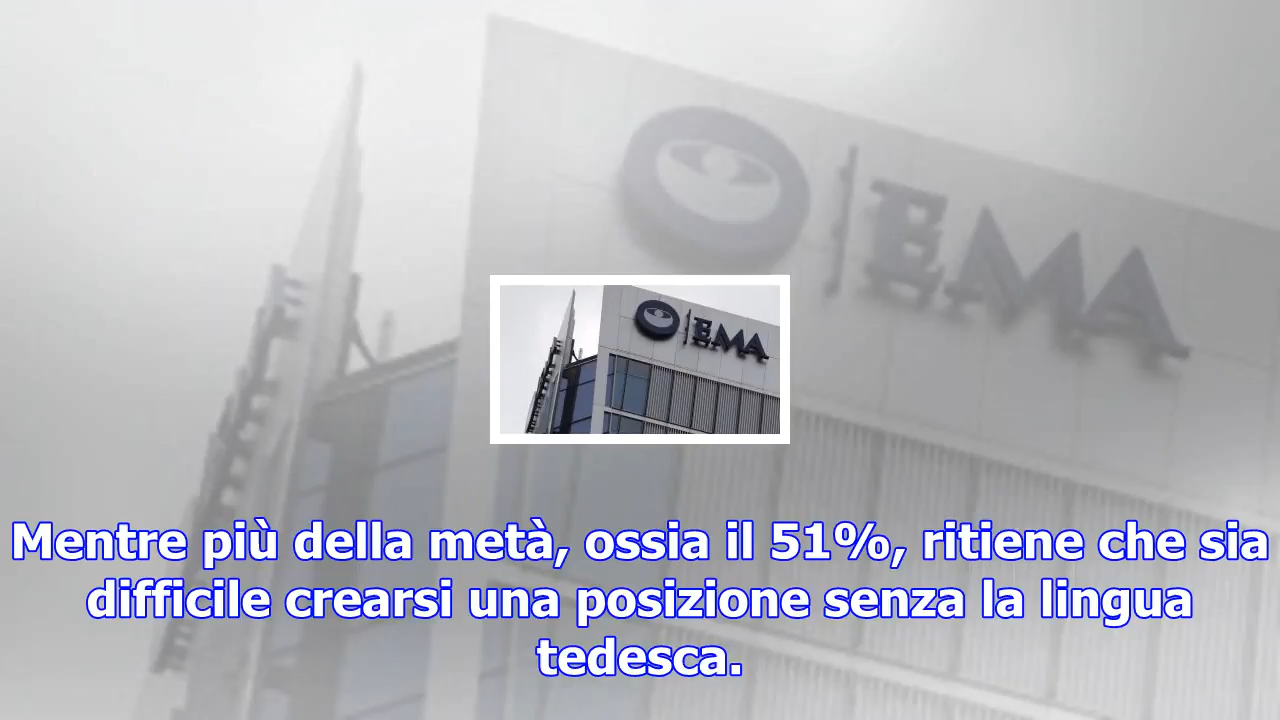 EMA
EMA
Mentre più della metà, ossia il 51%, ritiene che sia
difficile crearsi una posizione senza la lingua
tedesca.